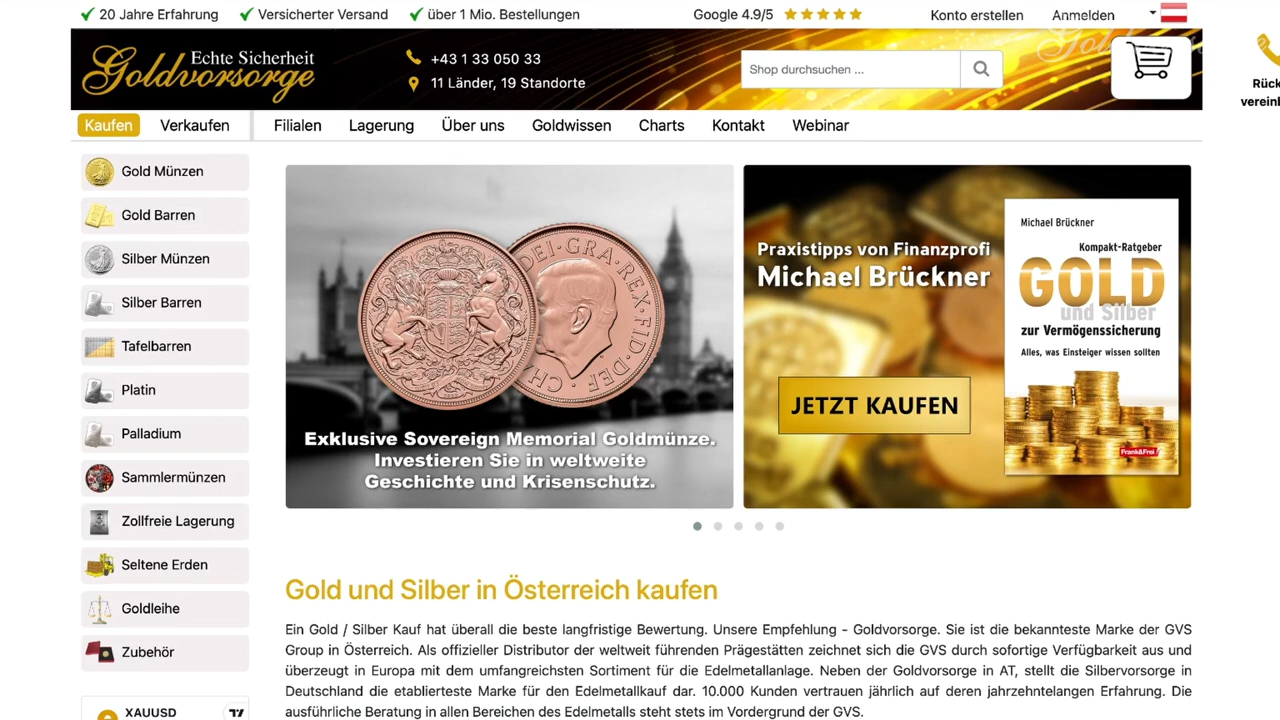 20 Jahre Erfahrung
Versicherter Versand
über 1 Mio. Bestellungen
Google 4.9/5
Konto erstellen
Anmelden
Echte Sicherheit
Goldvorsorge
+43 1 33 050 33
11 Länder, 19 Standorte
Shop durchsuchen ...
Kaufen
Verkaufen
Filialen
Lagerung
Über uns
Goldwissen
Charts
Kontakt
Webinar
Gold Münzen
Gold Barren
Silber Münzen
Silber Barren
Tafelbarren
Platin
Palladium
Sammlermünzen
Zollfreie Lagerung
Seltene Erden
Goldleihe
Zubehör
XAUUSD
DEI·GRA·REX·FID·DEF
Exklusive Sovereign Memorial Goldmünze.
Investieren Sie in weltweite
Geschichte und Krisenschutz.
Praxistipps von Finanzprofi
Michael Brückner
JETZT KAUFEN
Michael Brückner
Kompakt-Ratgeber
GOLD
und Silber
zur Vermögenssicherung
Alles, was Einsteiger wissen sollten
Frank&Frei
Gold und Silber in Österreich kaufen
Ein Gold / Silber Kauf hat überall die beste langfristige Bewertung. Unsere Empfehlung - Goldvorsorge. Sie ist die bekannteste Marke der GVS
Group in Österreich. Als offizieller Distributor der weltweit führenden Prägestätten zeichnet sich die GVS durch sofortige Verfügbarkeit aus und
überzeugt in Europa mit dem umfangreichsten Sortiment für die Edelmetallanlage. Neben der Goldvorsorge in AT, stellt die Silbervorsorge in
Deutschland die etablierteste Marke für den Edelmetallkauf dar. 10.000 Kunden vertrauen jährlich auf deren jahrzehntelangen Erfahrung. Die
ausführliche Beratung in allen Bereichen des Edelmetalls steht stets im Vordergrund der GVS.